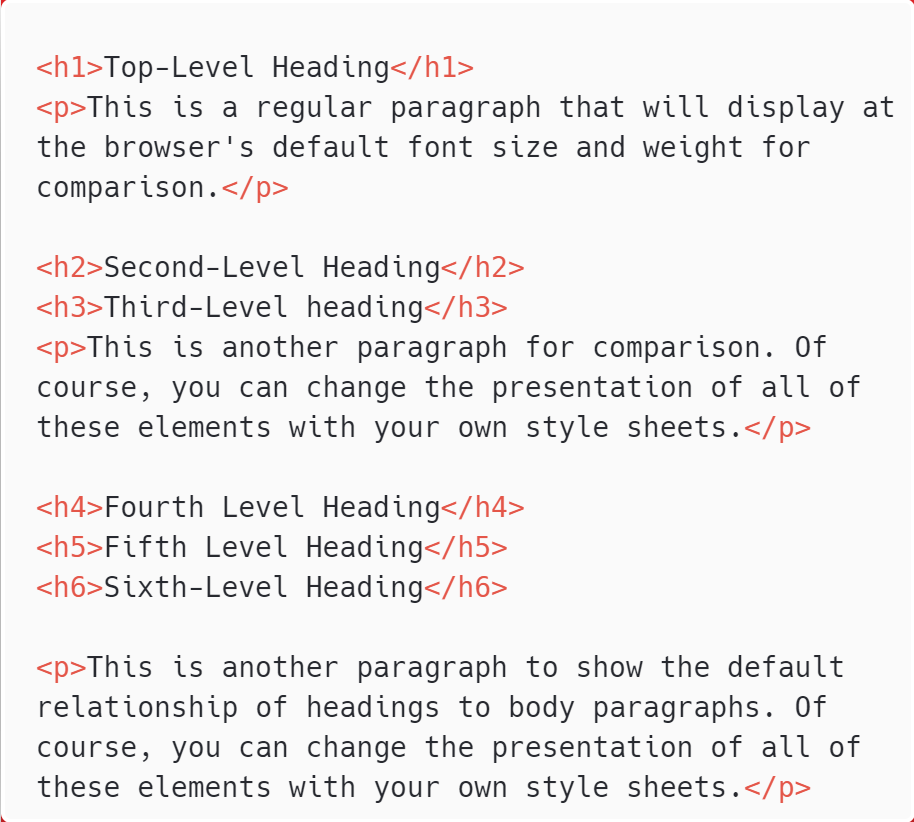 <h1>Top-Level Heading</h1>
<p>This is a regular paragraph that will display at
the browser's default font size and weight for
comparison.</p>
<h2>Second-Level Heading</h2>
<h3>Third-Level heading</h3>
<p>This is another paragraph for comparison. Of
course, you can change the presentation of all of
these elements with your own style sheets.</p>
<h4>Fourth Level Heading</h4>
<h5>Fifth Level Heading</h5>
<h6>Sixth-Level Heading</h6>
<p>This is another paragraph to show the default
relationship of headings to body paragraphs. Of
course, you can change the presentation of all of
these elements with your own style sheets.</p>